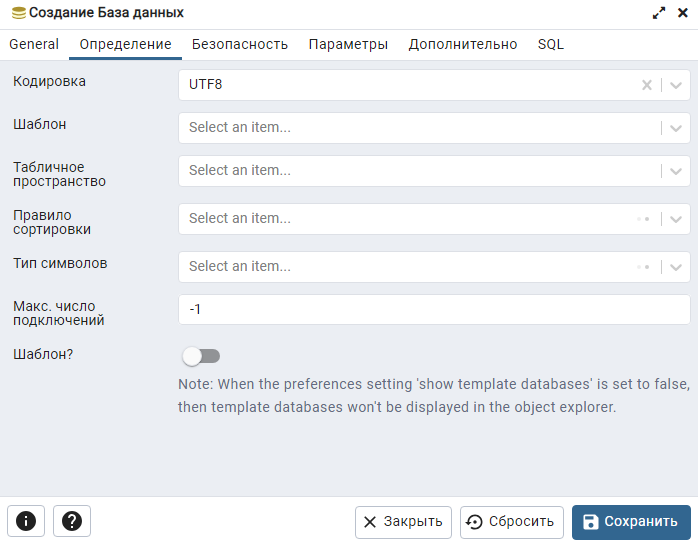 Создание База данных
General Определение Безопасность Параметры Дополнительно SQL
Кодировка
UTF8
Шаблон
Select an item...
Табличное
пространство
Select an item...
Правило
сортировки
Select an item...
Тип символов
Select an item...
Макс. число
подключений
-1
Шаблон?
Note: When the preferences setting 'show template databases' is set to false,
then template databases won't be displayed in the object explorer.
Закрыть Сбросить Сохранить